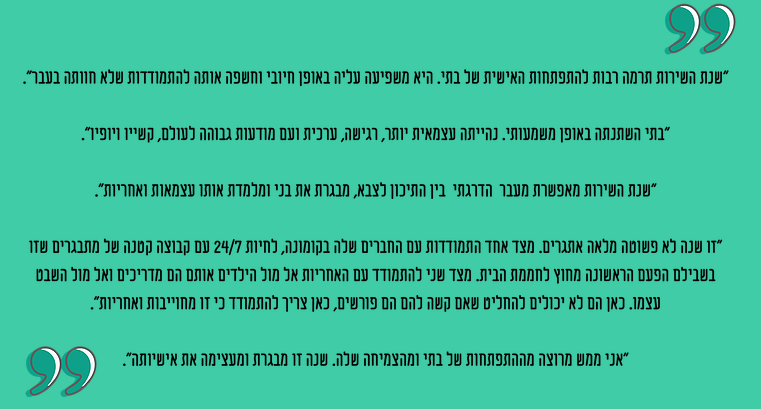 "שנת השירות תרמה רבות להתפתחות האישית של בתי. היא משפיעה עליה באופן חיובי וחשפה אותה להתמודדות שלא חוותה בעבר".
"בתי השתנתה באופן משמעותי. נהייתה עצמאית יותר, רגישה, ערכית ועם מודעות גבוהה לעולם, קשייו ויופיו".
"שנת השירות מאפשרת מעבר הדרגתי בין התיכון לצבא, מבגרת את בני ומלמדת אותו עצמאות ואחריות".
"זו שנה לא פשוטה מלאה אתגרים. מצד אחד התמודדות עם החברים שלה בקומונה, לחיות 24/7 עם קבוצה קטנה של מתבגרים שזו
בשבילם הפעם הראשונה מחוץ לחממת הבית. מצד שני להתמודד עם האחריות אל מול הילדים אותם הם מדריכים ואל מול השבט
עצמו. כאן הם לא יכולים להחליט שאם קשה להם הם פורשים, כאן צריך להתמודד כי זו מחוייבות ואחריות".
"אני ממש מרוצה מההתפתחות של בתי ומהצמיחה שלה. שנה זו מבגרת ומעצימה את אישיותה".